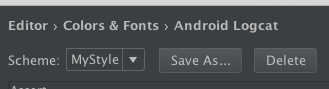 Editor › Colors & Fonts › Android Logcat
Scheme: MyStyle Save As... Delete